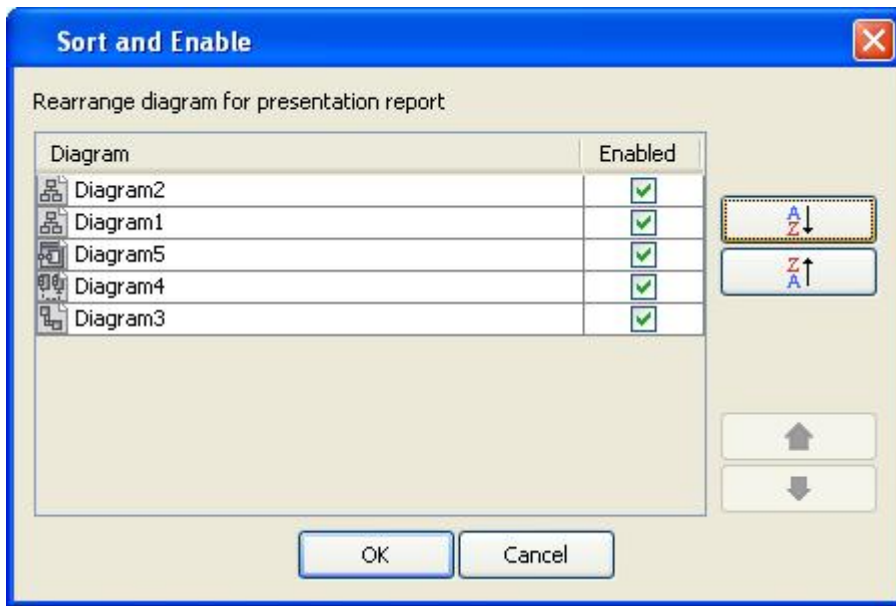 Sort and Enable
Rearrange diagram for presentation report
Diagram Enabled
Diagram2
Diagram1
Diagram5
Diagram4
Diagram3
A
Z
Z
A
OK Cancel